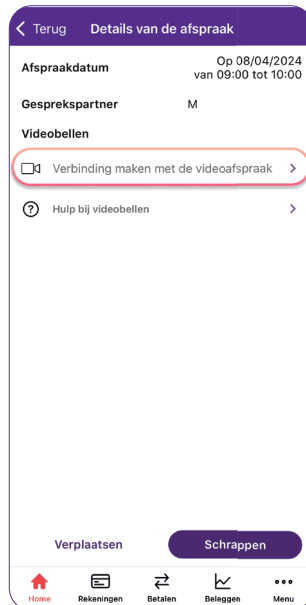 Terug Details van de afspraak
Afspraakdatum Op 08/04/2024
van 09:00 tot 10:00
Gesprekspartner M
Videobellen
Verbinding maken met de videoafspraak
Hulp bij videobellen
Verplaatsen Schrappen
Home Rekeningen Betalen Beleggen Menu